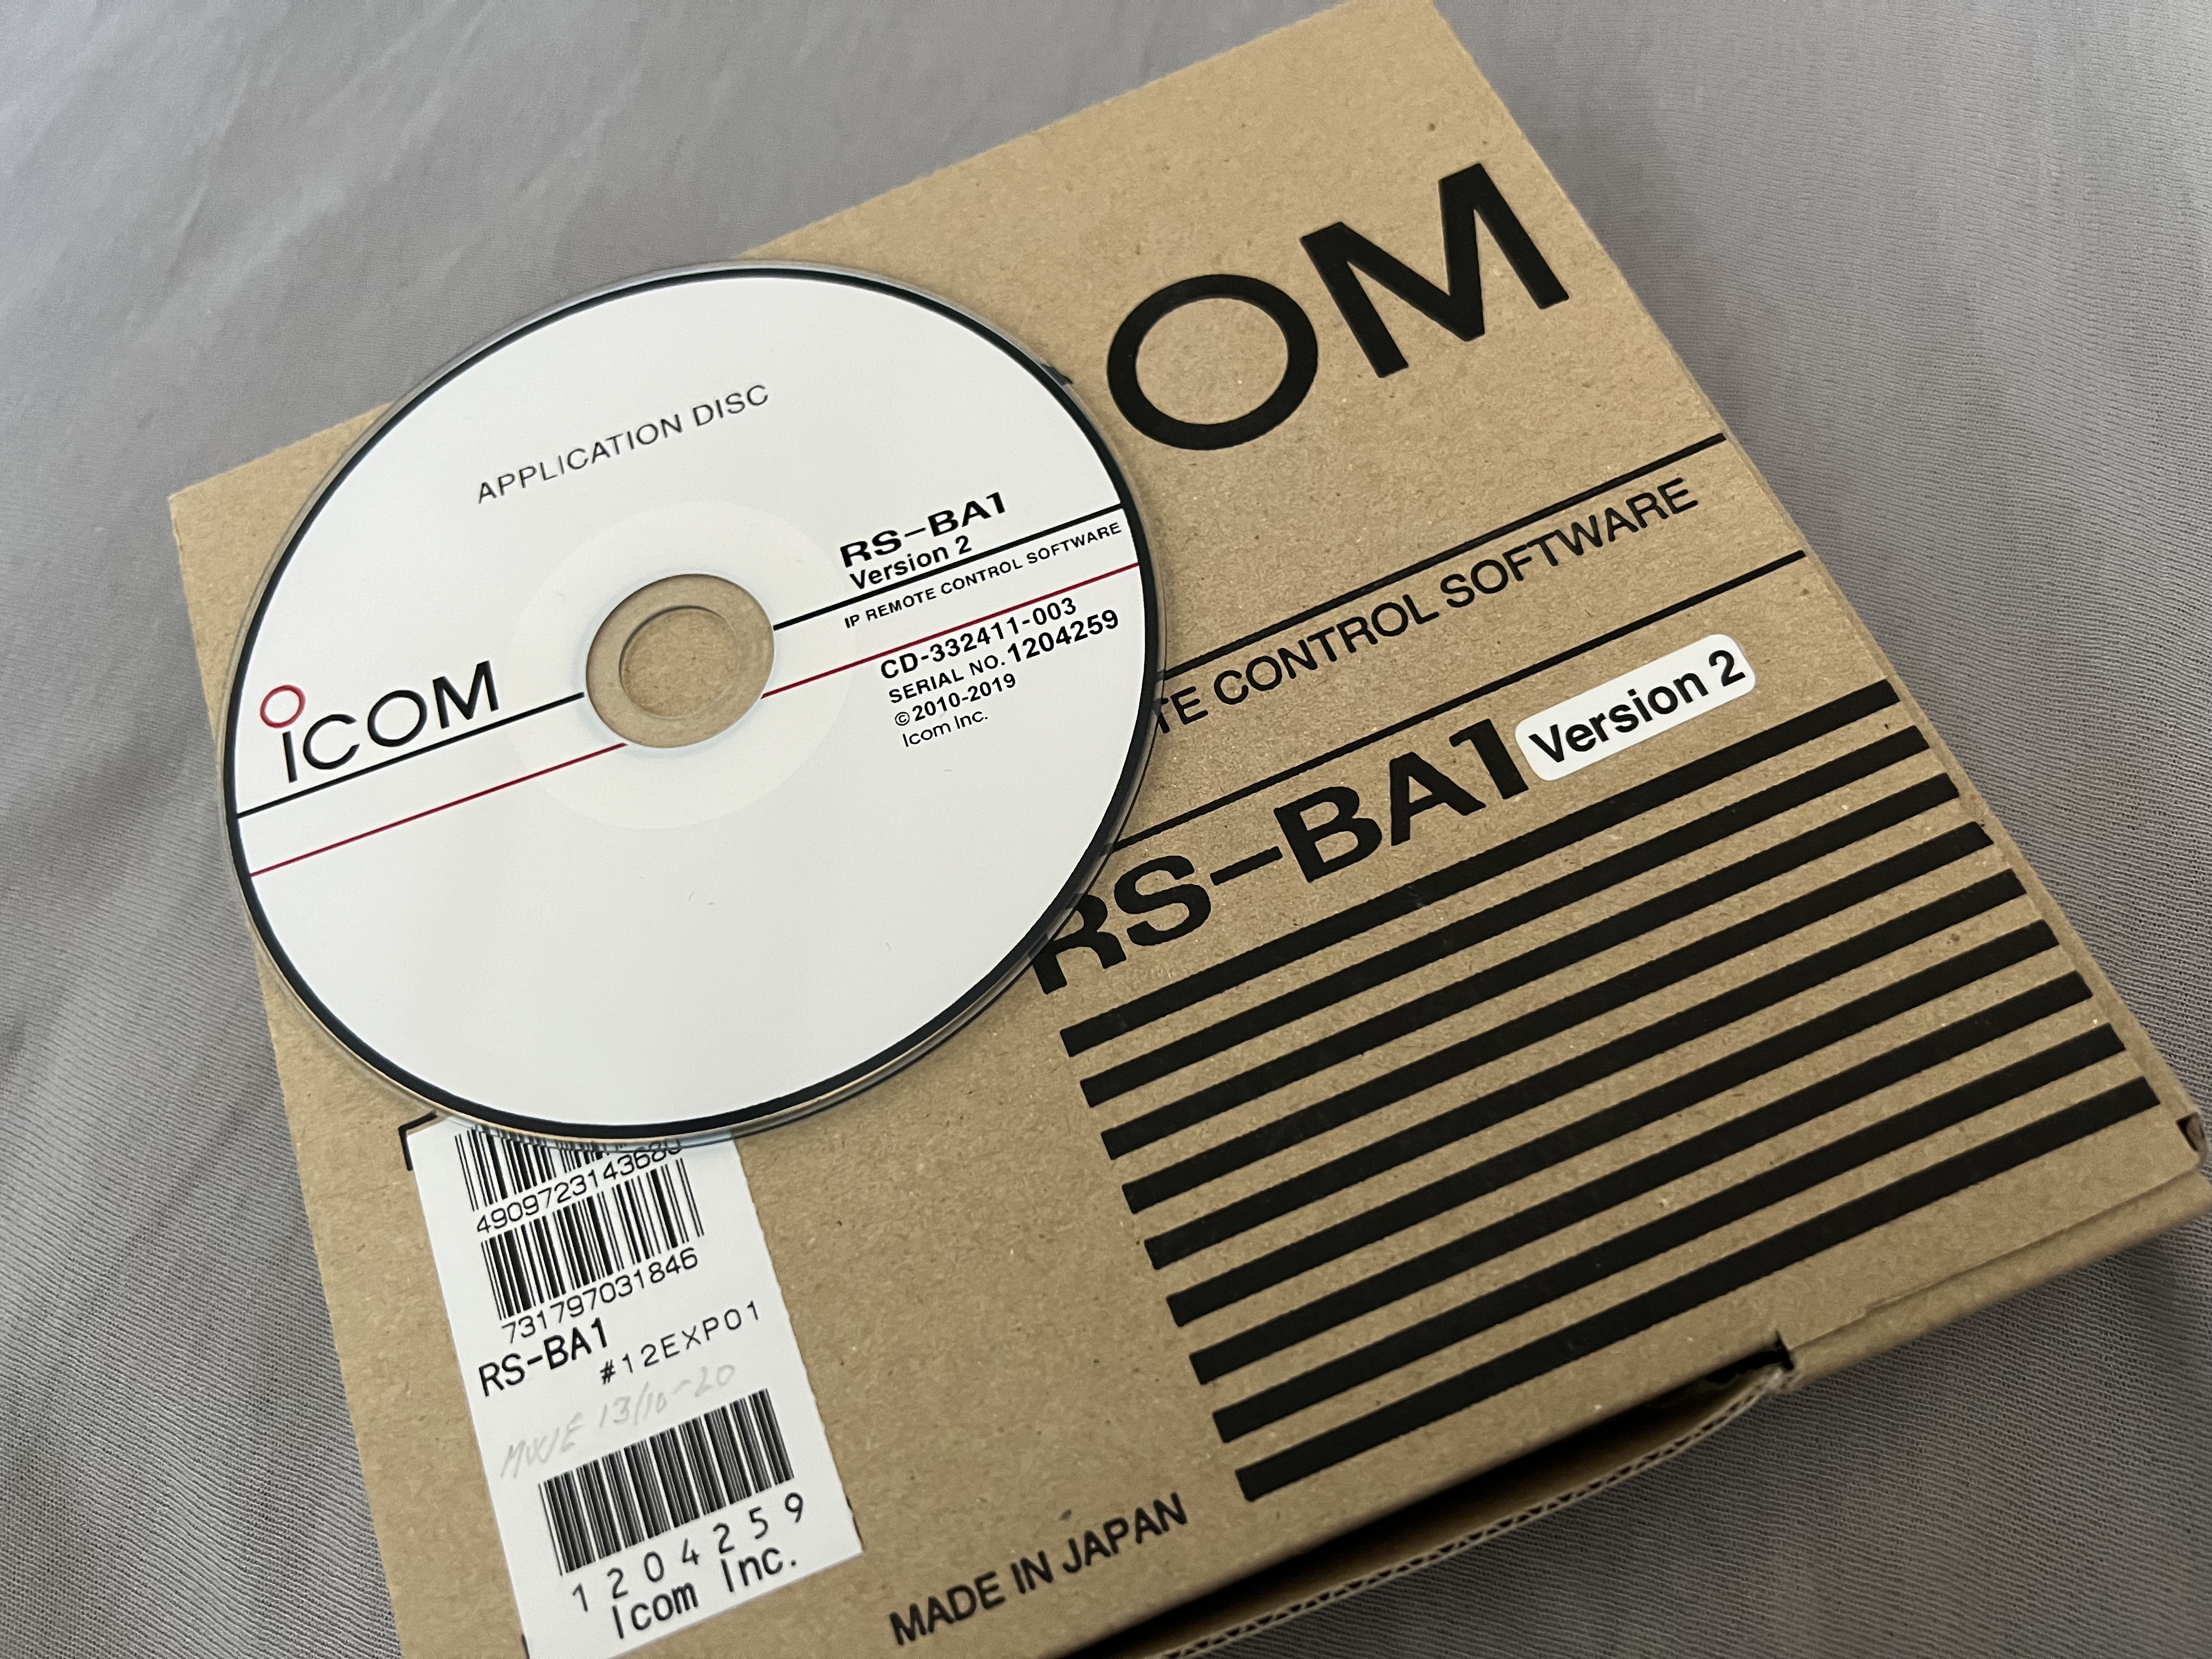 APPLICATION DISC
RS-BA1
Version 2
IP REMOTE CONTROL SOFTWARE
CD-332411-003
SERIAL NO. 1204259
©2010-2019
Icom Inc.
ICOM
OM
TE CONTROL SOFTWARE
RS-BA1 Version 2
4909723143680
731797031846
RS-BA1
#12EXP01
13/10-20
1204259
Icom Inc.
MADE IN JAPAN